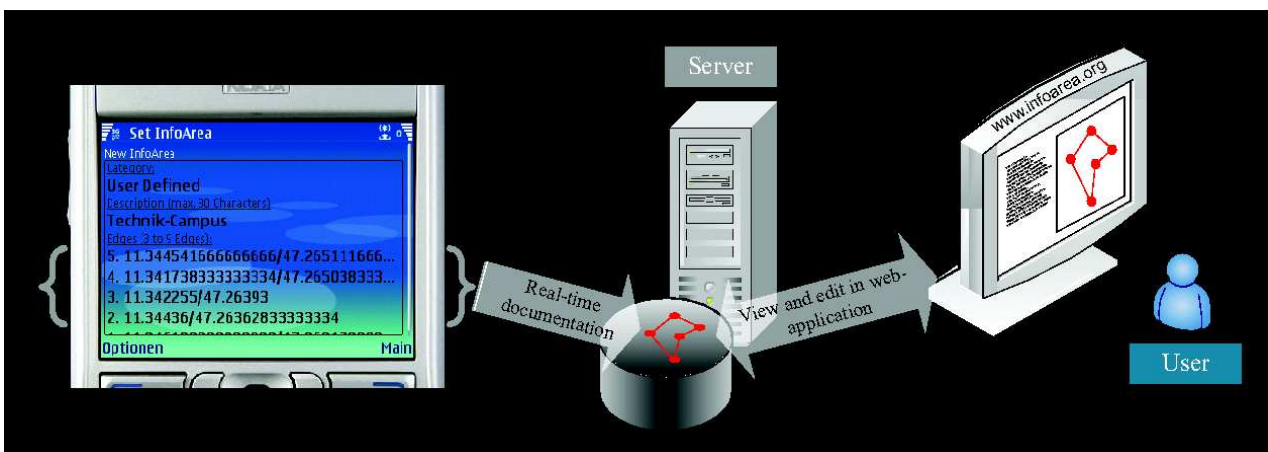 NOKIA
Set InfoArea
New InfoArea
Category:
User Defined
Description (max. 30 Characters)
Technik-Campus
Edges (3 to 5 Edges):
5. 11.344541666666666/47.265111666...
4. 11.341738333333334/47.265038333...
3. 11.342255/47.26393
2. 11.34436/47.26362833333334
Optionen
Main
Real-time
documentation
Server
View and edit in web-
application
www.infoarea.org
User